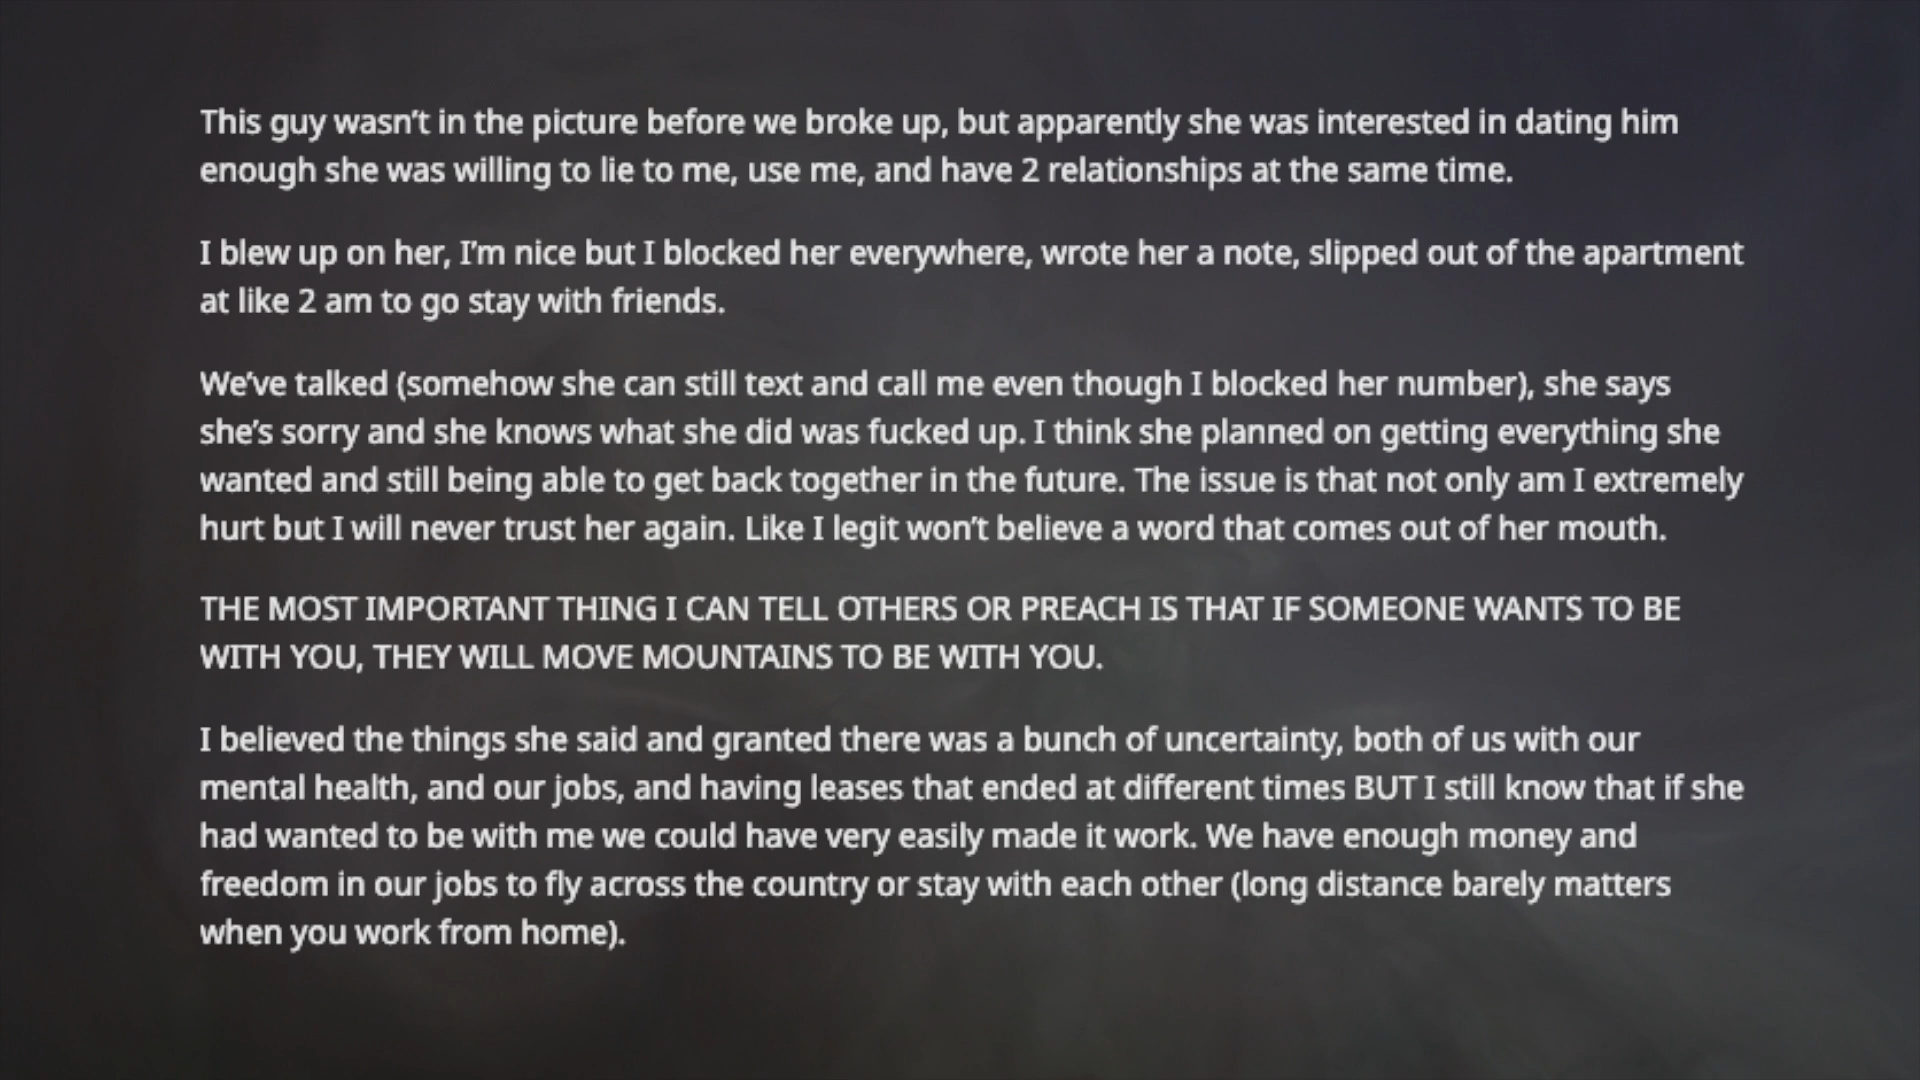 This guy wasn’t in the picture before we broke up, but apparently she was interested in dating him
enough she was willing to lie to me, use me, and have 2 relationships at the same time.
I blew up on her, I’m nice but I blocked her everywhere, wrote her a note, slipped out of the apartment
at like 2 am to go stay with friends.
We’ve talked (somehow she can still text and call me even though I blocked her number), she says
she’s sorry and she knows what she did was fucked up. I think she planned on getting everything she
wanted and still being able to get back together in the future. The issue is that not only am I extremely
hurt but I will never trust her again. Like I legit won’t believe a word that comes out of her mouth.
THE MOST IMPORTANT THING I CAN TELL OTHERS OR PREACH IS THAT IF SOMEONE WANTS TO BE
WITH YOU, THEY WILL MOVE MOUNTAINS TO BE WITH YOU.
I believed the things she said and granted there was a bunch of uncertainty, both of us with our
mental health, and our jobs, and having leases that ended at different times BUT I still know that if she
had wanted to be with me we could have very easily made it work. We have enough money and
freedom in our jobs to fly across the country or stay with each other (long distance barely matters
when you work from home).